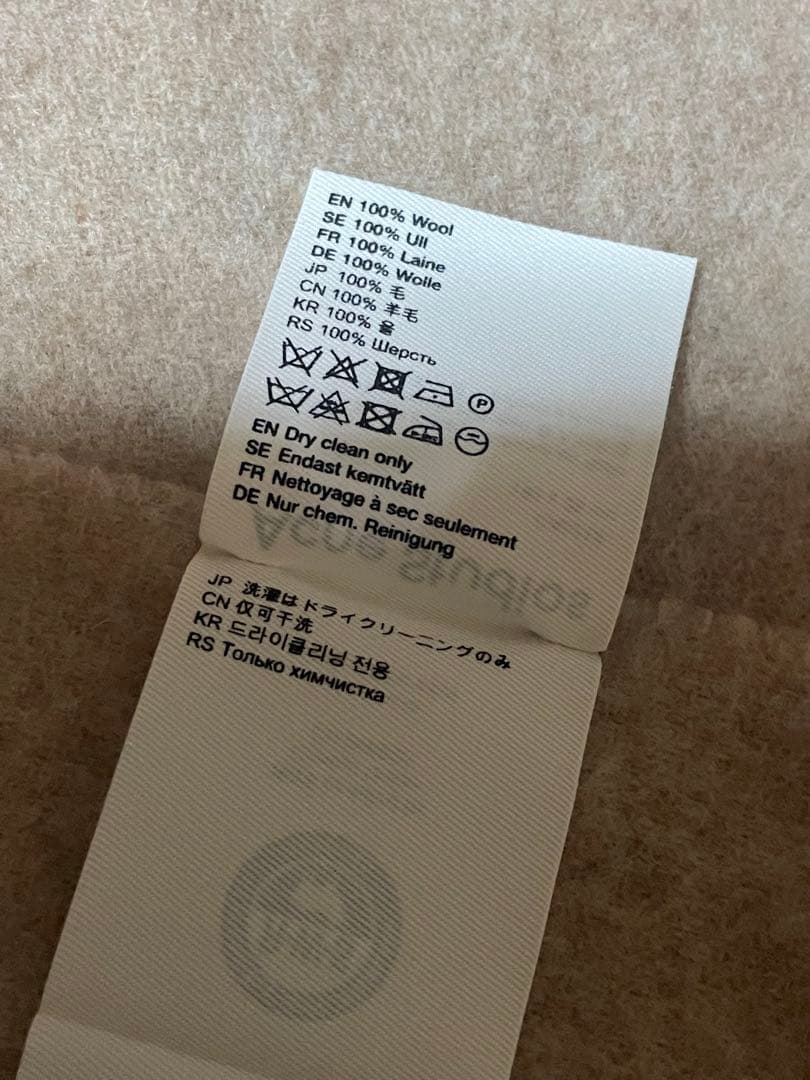 EN 100% Wool
SE 100% Ull
FR 100% Laine
DE 100% Wolle
JP 100% 毛
CN 100% 羊毛
KR 100% 울
RS 100% Шерсть
P
EN Dry clean only
SE Endast kemtvätt
FR Nettoyage à sec seulement
DE Nur chem. Reinigung
Acne Studios
JP 洗濯はドライクリーニングのみ
CN 仅可干洗
KR 드라이클리닝 전용
RS Только химчистка